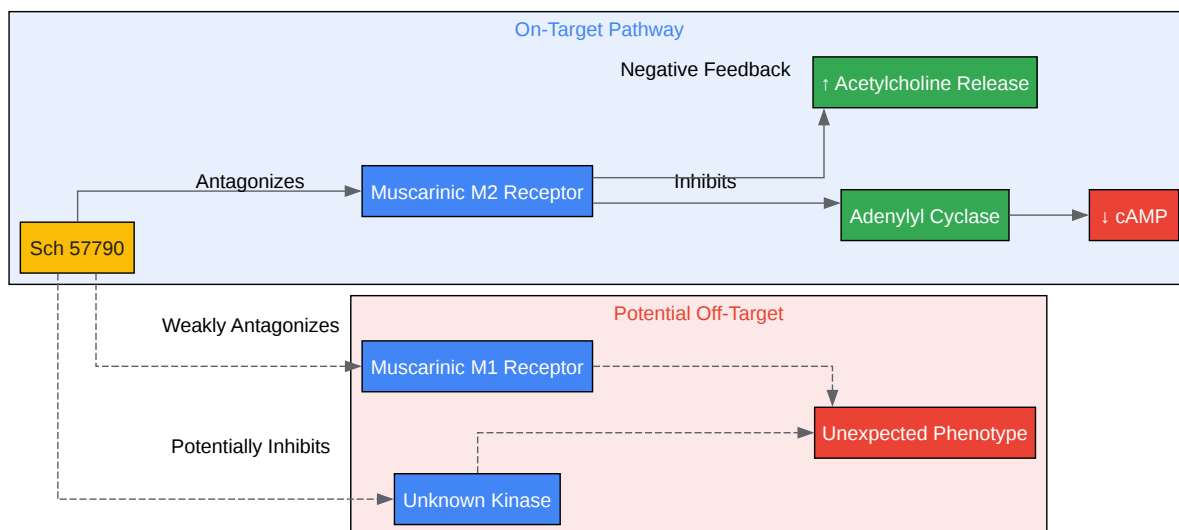 On-Target Pathway
Negative Feedback
↑ Acetylcholine Release
Antagonizes
Muscarinic M2 Receptor
Inhibits
Adenylyl Cyclase
↓ cAMP
Sch 57790
Potential Off-Target
Weakly Antagonizes
Muscarinic M1 Receptor
Unexpected Phenotype
Potentially Inhibits
Unknown Kinase